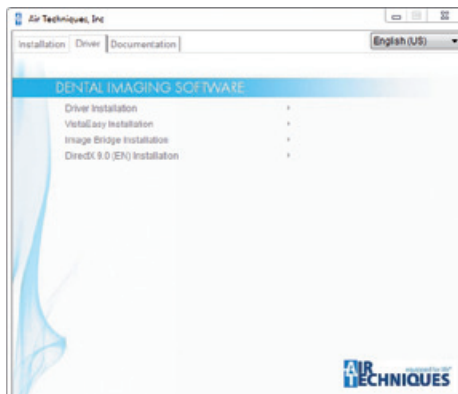 Air Techniques, Inc
Installation Driver Documentation English (US)
DENTAL IMAGING SOFTWARE
Driver Installation
VistaEasy Installation
Image Bridge Installation
DirectX 9.0 (EN) Installation
AIR TECHNIQUES